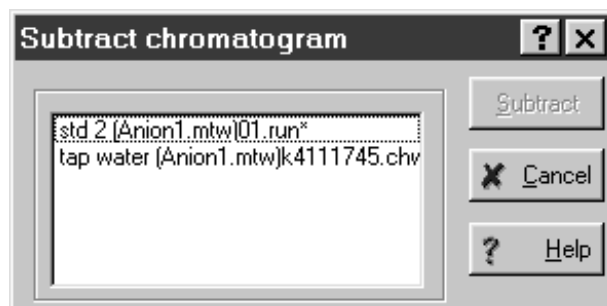 Subtract chromatogram
? ×
Subtract
std 2 (Anion1.mtw)01.run*
tap water (Anion1.mtw)k4111745.chw
Cancel
? Help